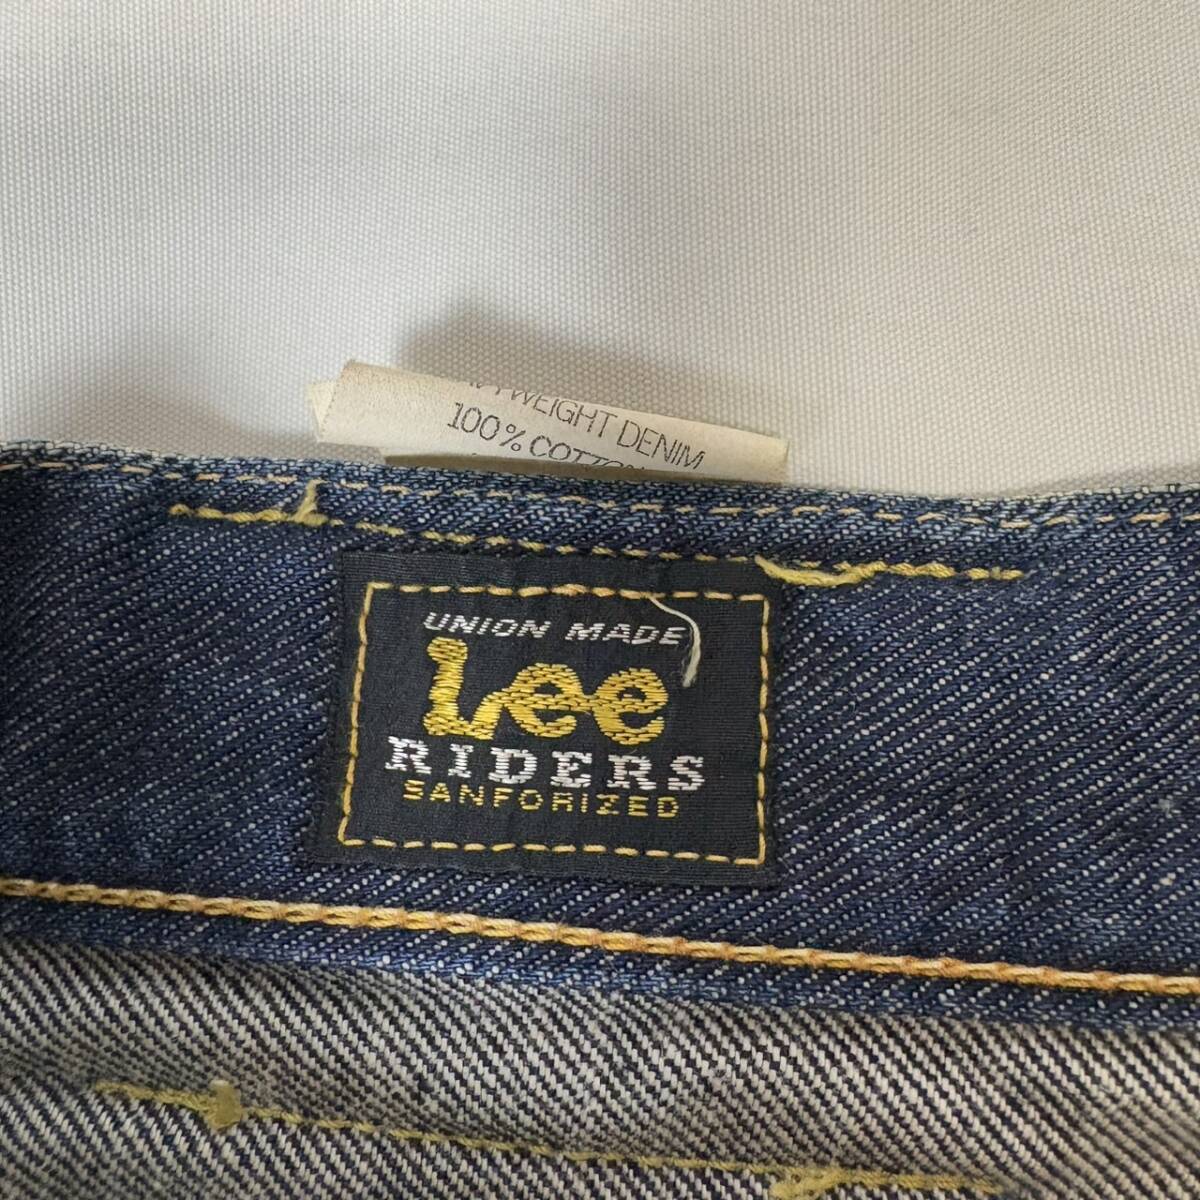 WEIGHT DENIM
100% COTTON
UNION MADE
Lee
RIDERS
SANFORIZED